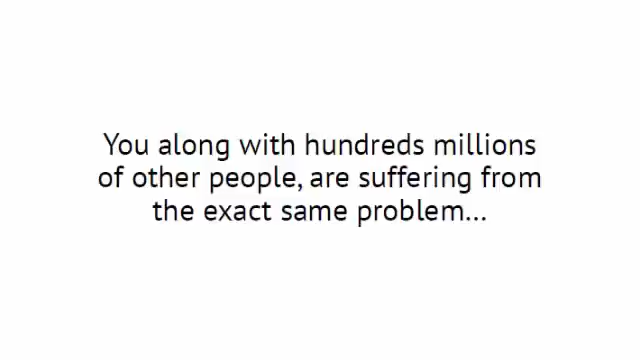 You along with hundreds millions
of other people, are suffering from
the exact same problem...